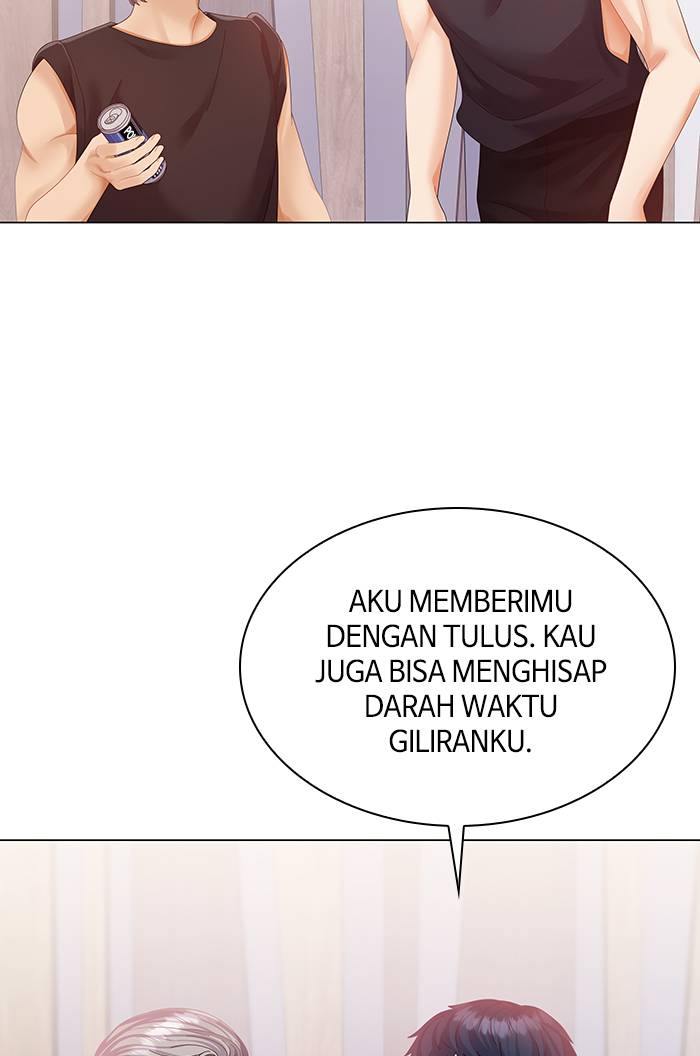 AKU MEMBERIMU
DENGAN TULUS. KAU
JUGA BISA MENGHISAP
DARAH WAKTU
GILIRANKU.